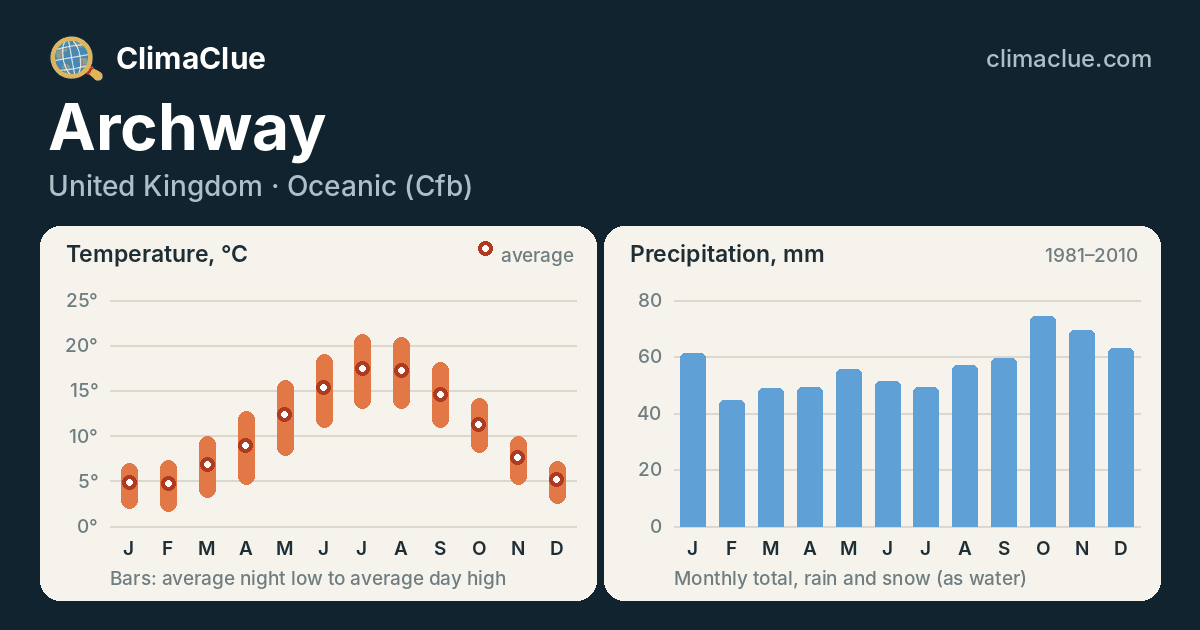 ClimaClue
climaclue.com
Archway
United Kingdom · Oceanic (Cfb)
Temperature, °C
average
25°
20°
15°
10°
5°
0°
J F M A M J J A S O N D
Bars: average night low to average day high
Precipitation, mm
1981–2010
80
60
40
20
0
J F M A M J J A S O N D
Monthly total, rain and snow (as water)